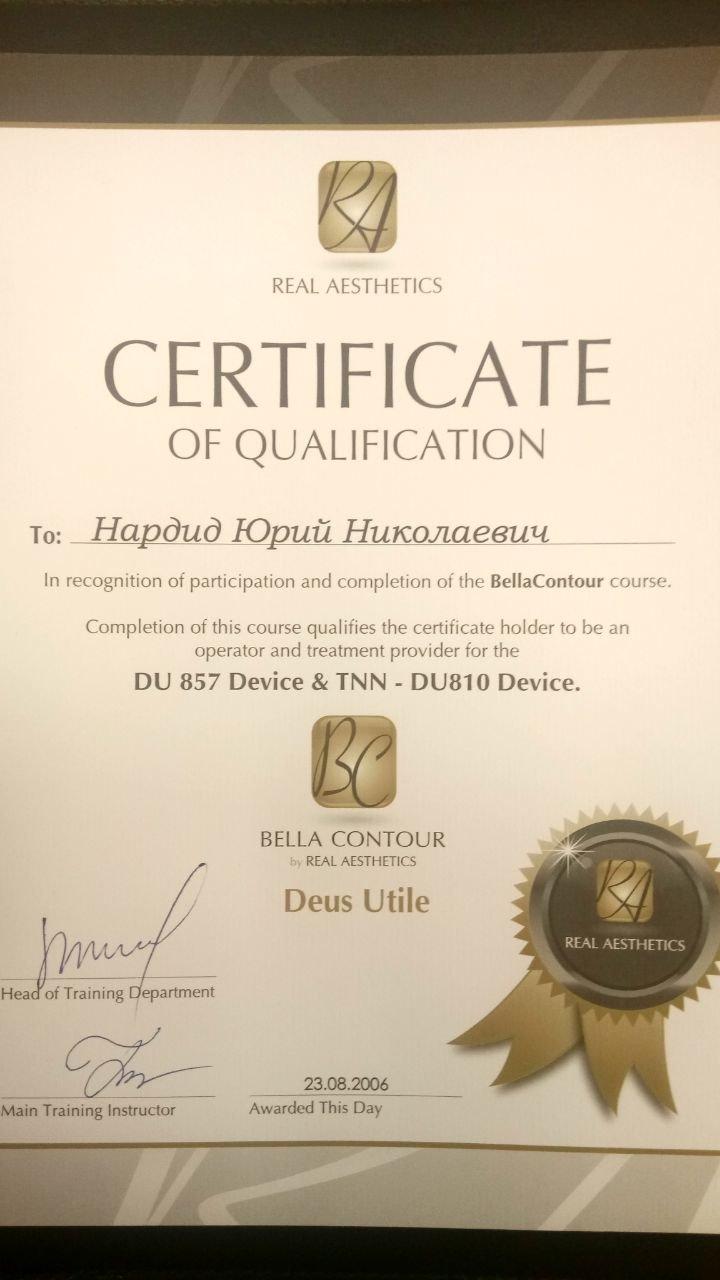 RA
REAL AESTHETICS
CERTIFICATE
OF QUALIFICATION
To: Нардид Юрий Николаевич
In recognition of participation and completion of the BellaContour course.
Completion of this course qualifies the certificate holder to be an
operator and treatment provider for the
DU 857 Device & TNN - DU810 Device.
BC
BELLA CONTOUR
by REAL AESTHETICS
Deus Utile
RA
REAL AESTHETICS
Head of Training Department
23.08.2006
Main Training Instructor
Awarded This Day